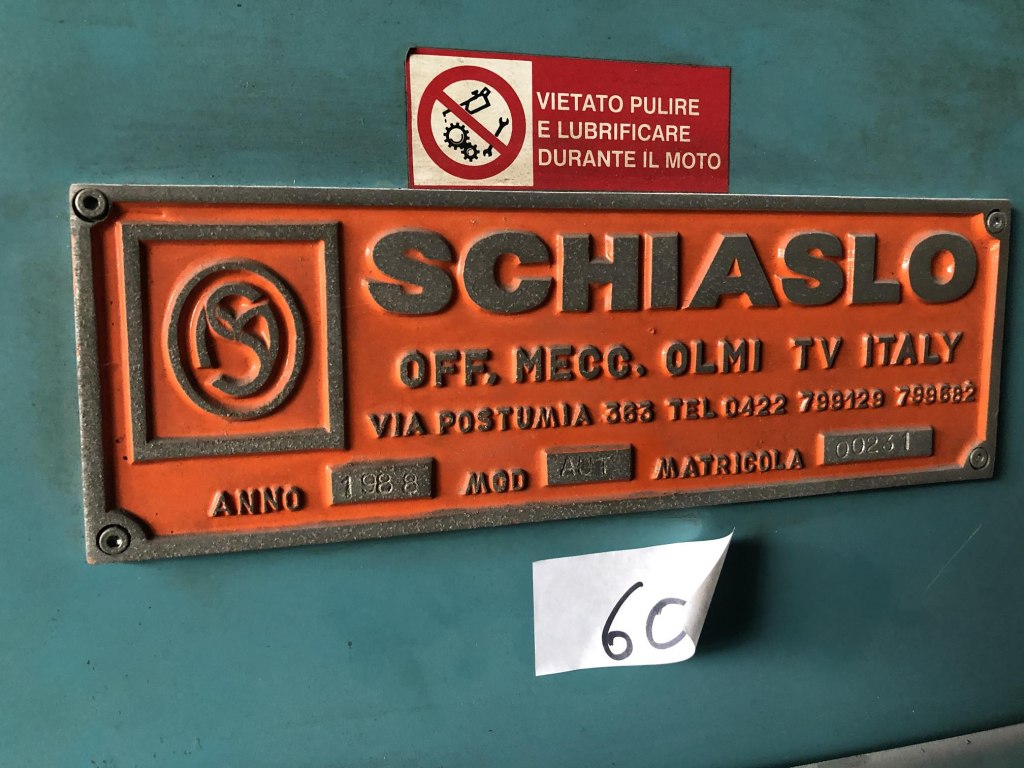 VIETATO PULIRE
E LUBRIFICARE
DURANTE IL MOTO
SCHIASLO
OFF. MECC. OLMI TV ITALY
VIA POSTUMIA 363 TEL 0422 799129 799682
ANNO 1988 MOD AUT MATRICOLA 00231